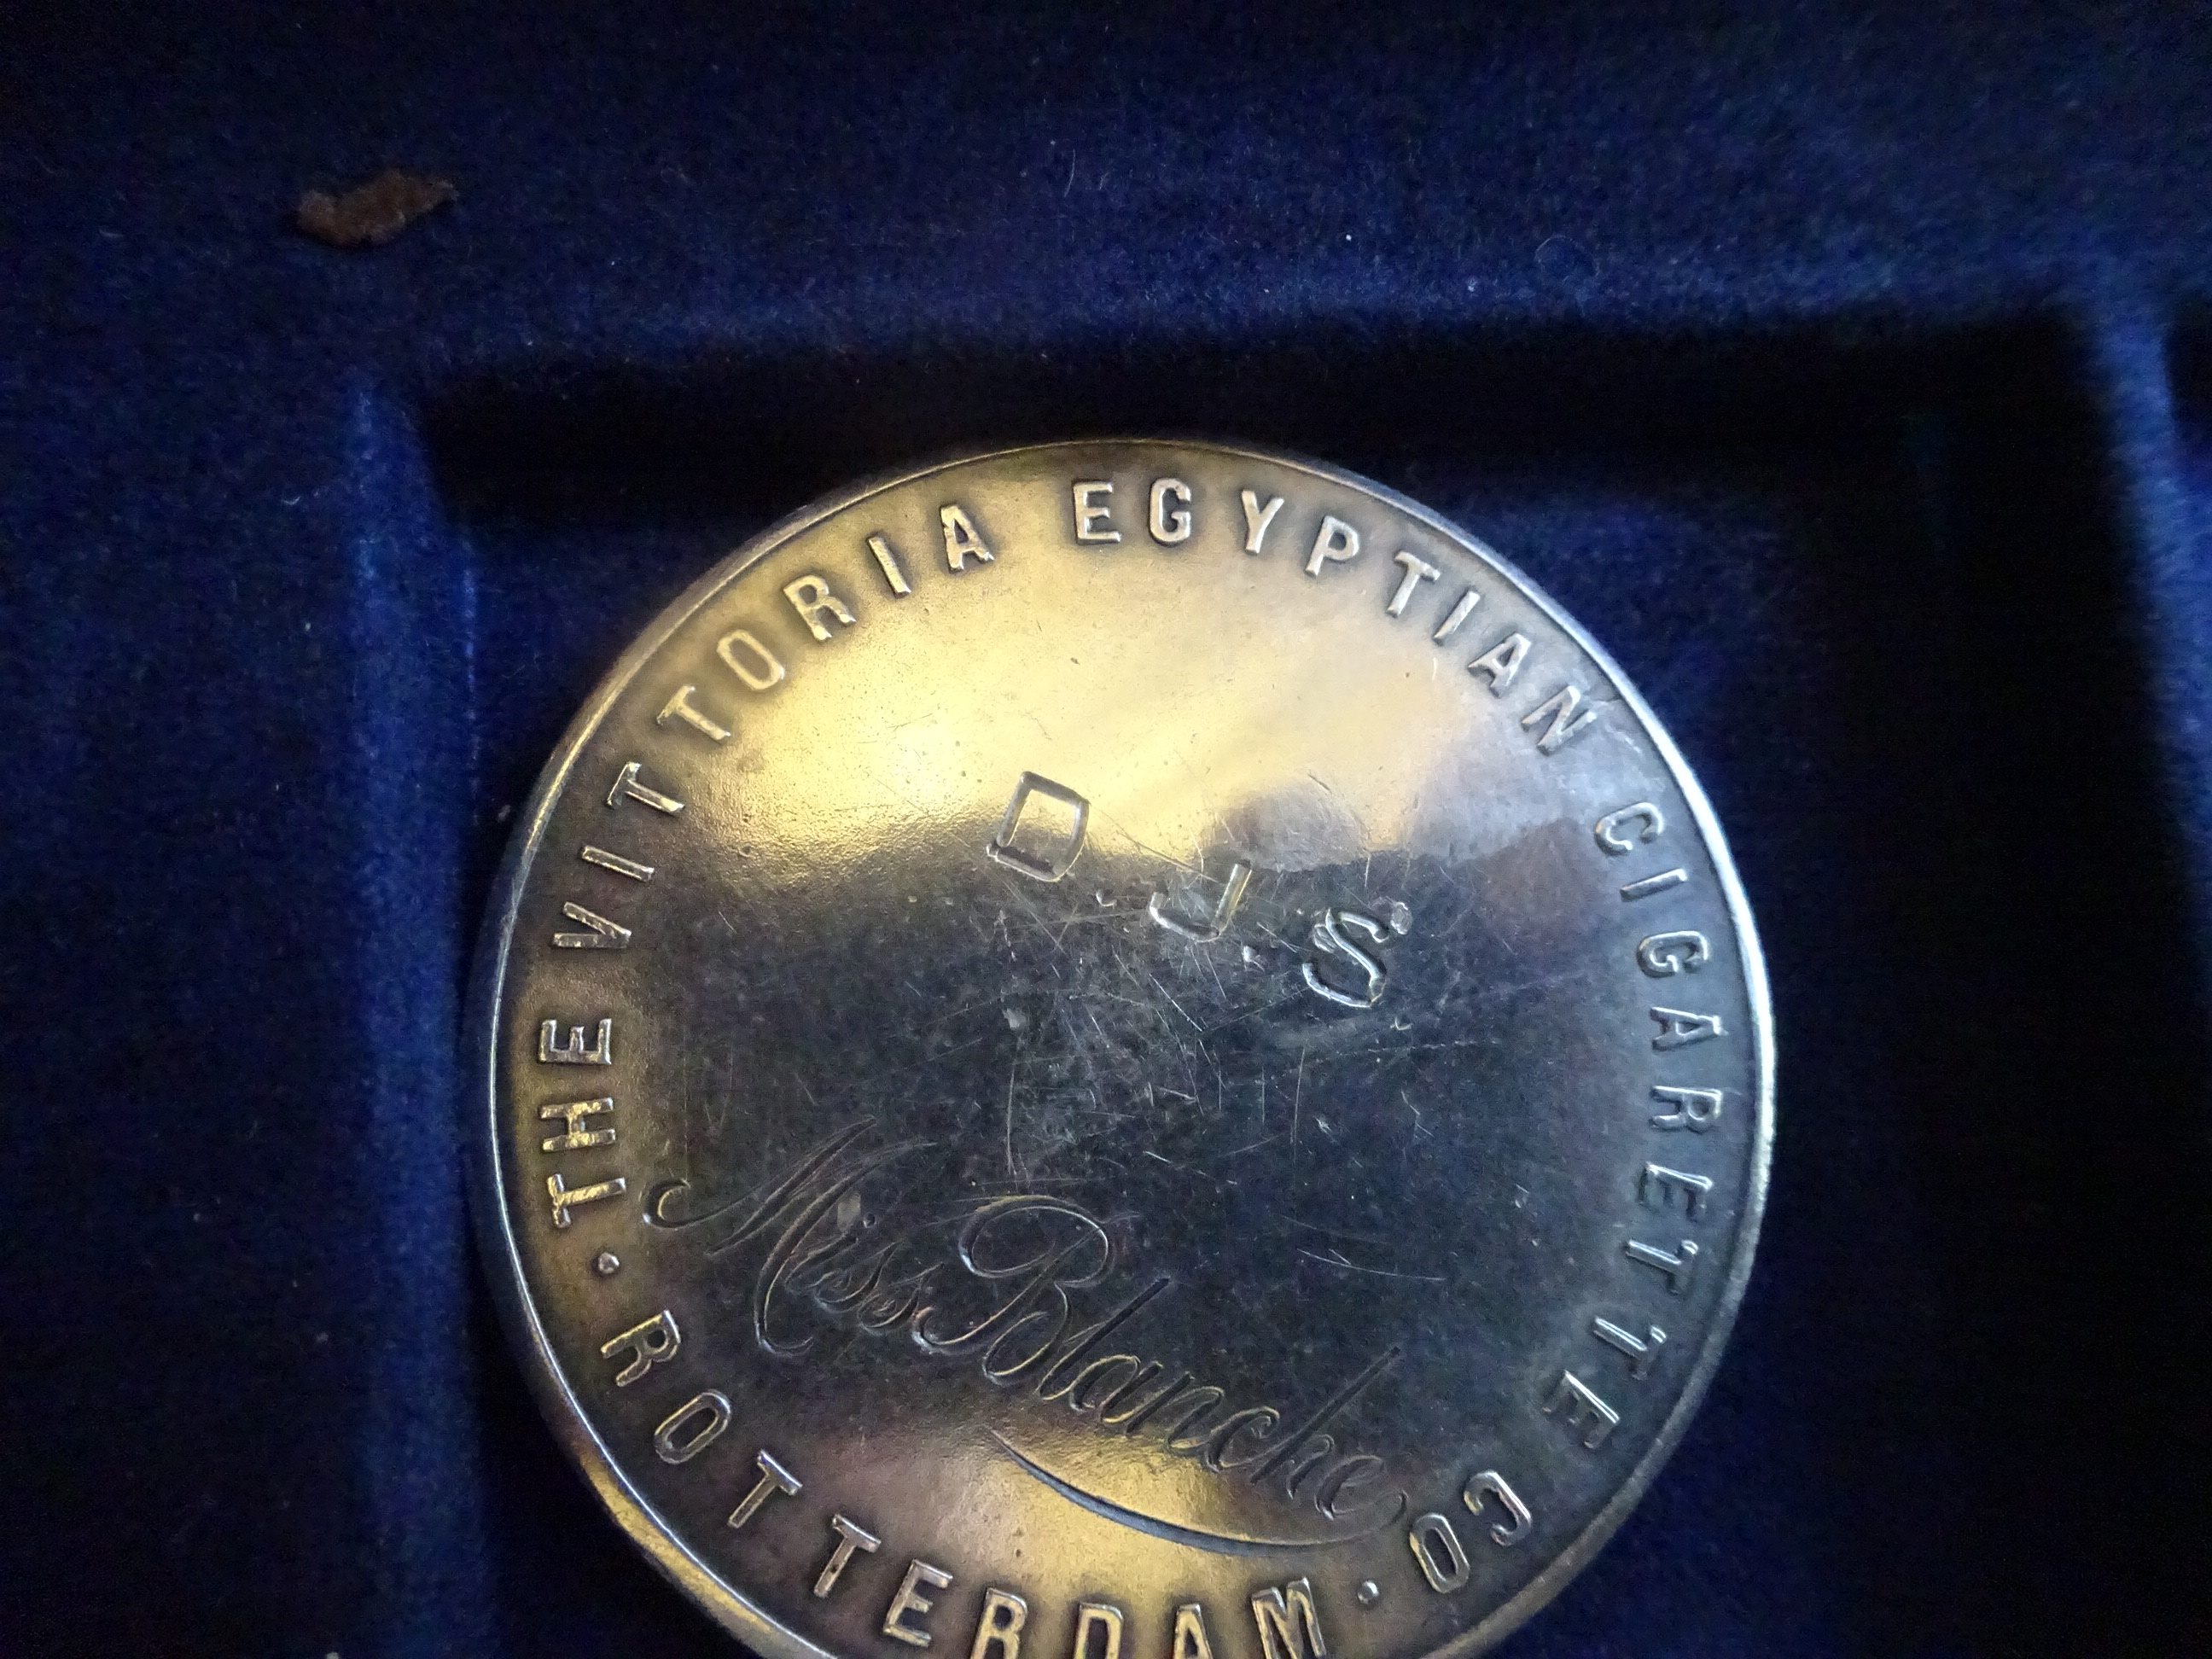 THE VITTORIA EGYPTIAN CIGARETTE CO
· ROTTERDAM ·
D.J.S.
Miss Blanche